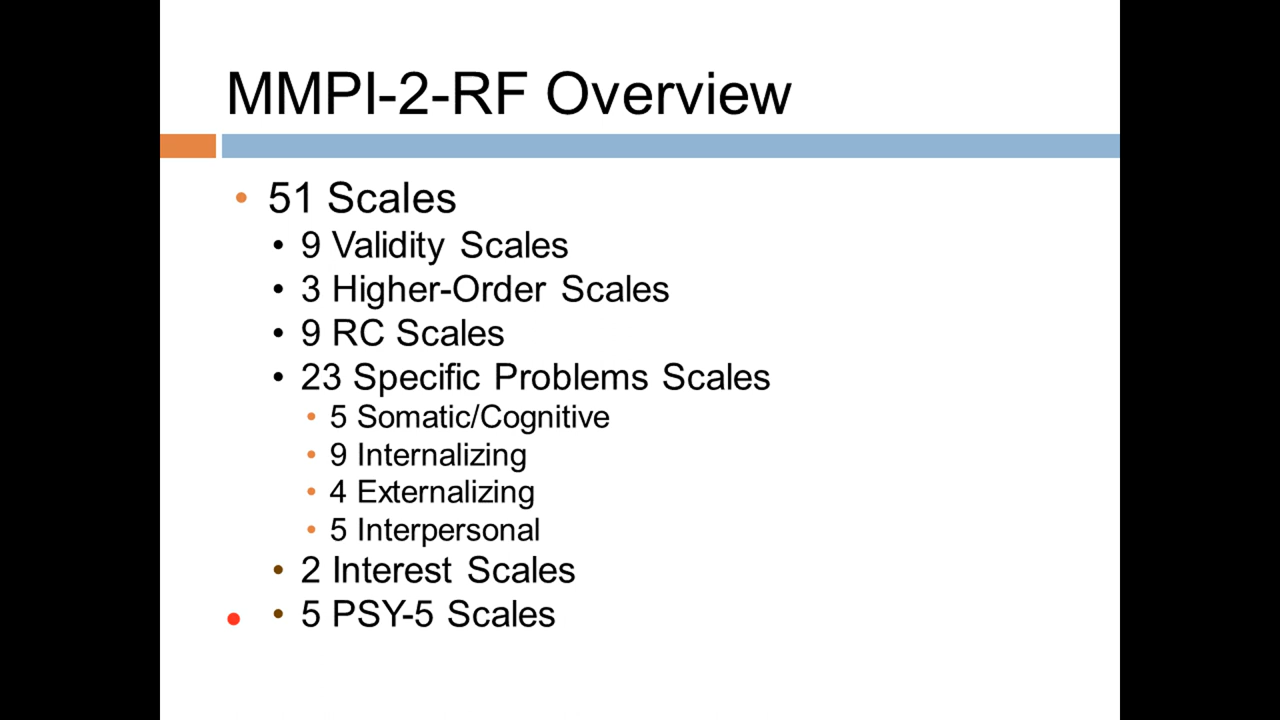 MMPI-2-RF Overview
• 51 Scales
• 9 Validity Scales
• 3 Higher-Order Scales
• 9 RC Scales
• 23 Specific Problems Scales
• 5 Somatic/Cognitive
• 9 Internalizing
• 4 Externalizing
• 5 Interpersonal
• 2 Interest Scales
• 5 PSY-5 Scales